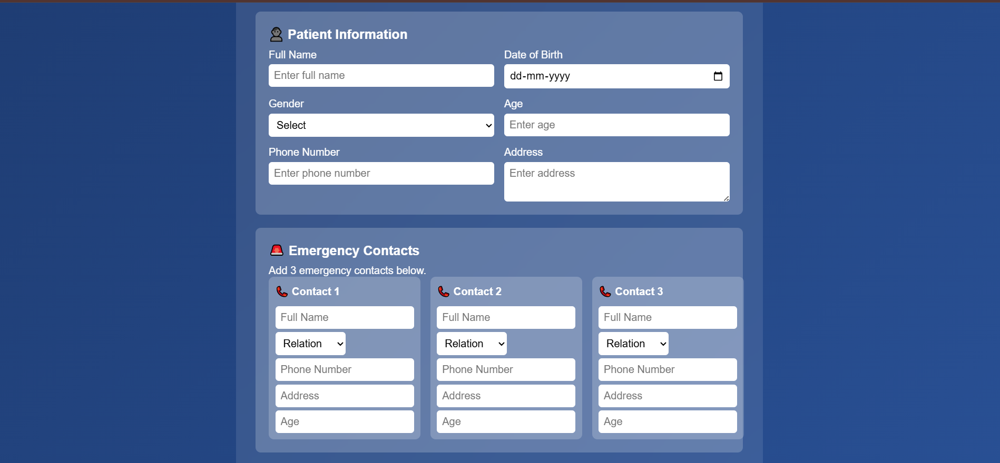 Patient Information
Full Name Date of Birth
Enter full name dd-mm-yyyy
Gender Age
Select Enter age
Phone Number Address
Enter phone number Enter address
Emergency Contacts
Add 3 emergency contacts below.
Contact 1 Contact 2 Contact 3
Full Name Full Name Full Name
Relation Relation Relation
Phone Number Phone Number Phone Number
Address Address Address
Age Age Age